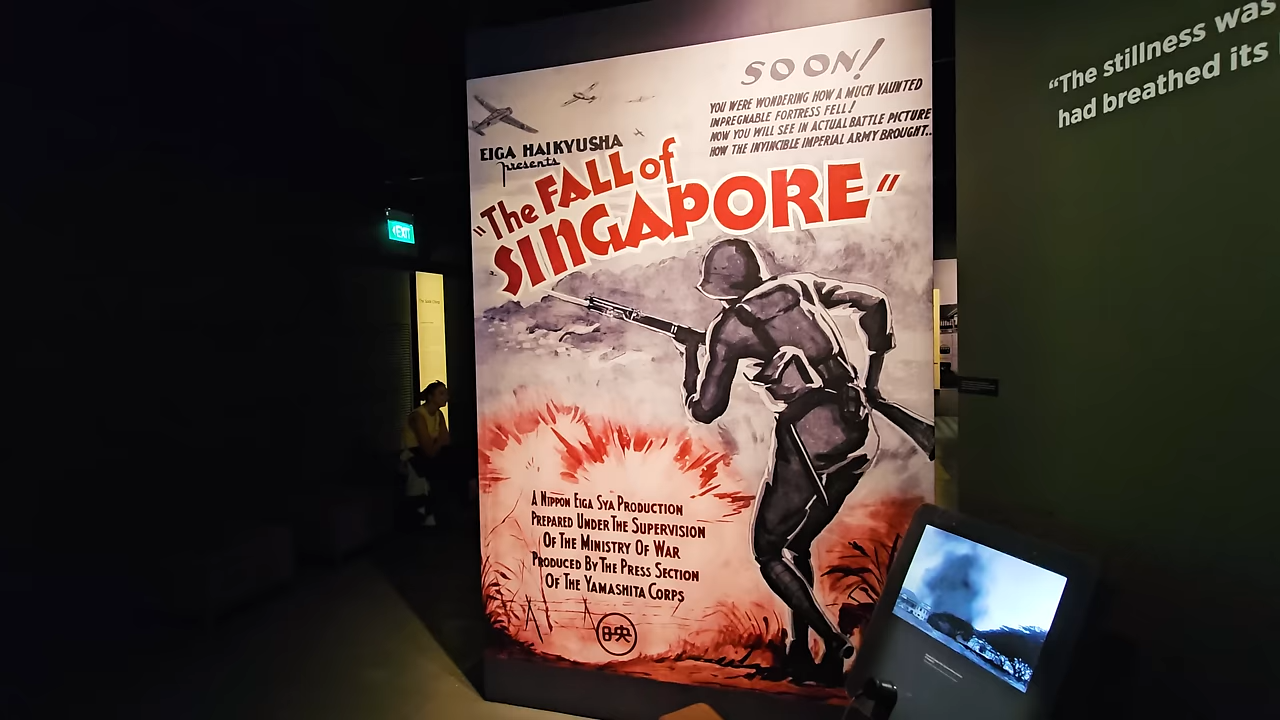 SOON!
YOU WERE WONDERING HOW A MUCH VAUNTED
IMPREGNABLE FORTRESS FELL!
NOW YOU WILL SEE IN ACTUAL BATTLE PICTURE
HOW THE INVINCIBLE IMPERIAL ARMY BROUGHT..
EIGA HAIKYUSHA
presents
"The FALL of
SINGAPORE"
A NIPPON EIGA SYA PRODUCTION
PREPARED UNDER THE SUPERVISION
OF THE MINISTRY OF WAR
PRODUCED BY THE PRESS SECTION
OF THE YAMASHITA CORPS
日映
EXIT
"The stillness was
had breathed its